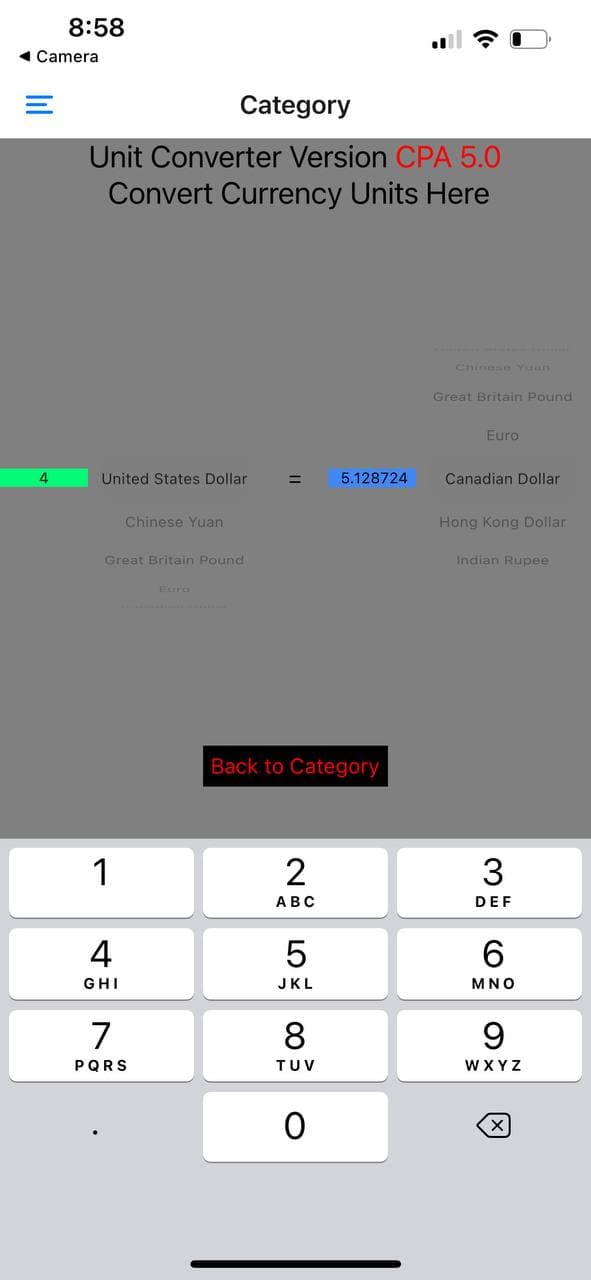 8:58
◀ Camera
Category
Unit Converter Version CPA 5.0
Convert Currency Units Here
Chinese Yuan
Great Britain Pound
Euro
4 United States Dollar = 5.128724 Canadian Dollar
Chinese Yuan Hong Kong Dollar
Great Britain Pound Indian Rupee
Euro
Back to Category
1 2 3
ABC DEF
4 5 6
GHI JKL MNO
7 8 9
PQRS TUV WXYZ
. 0